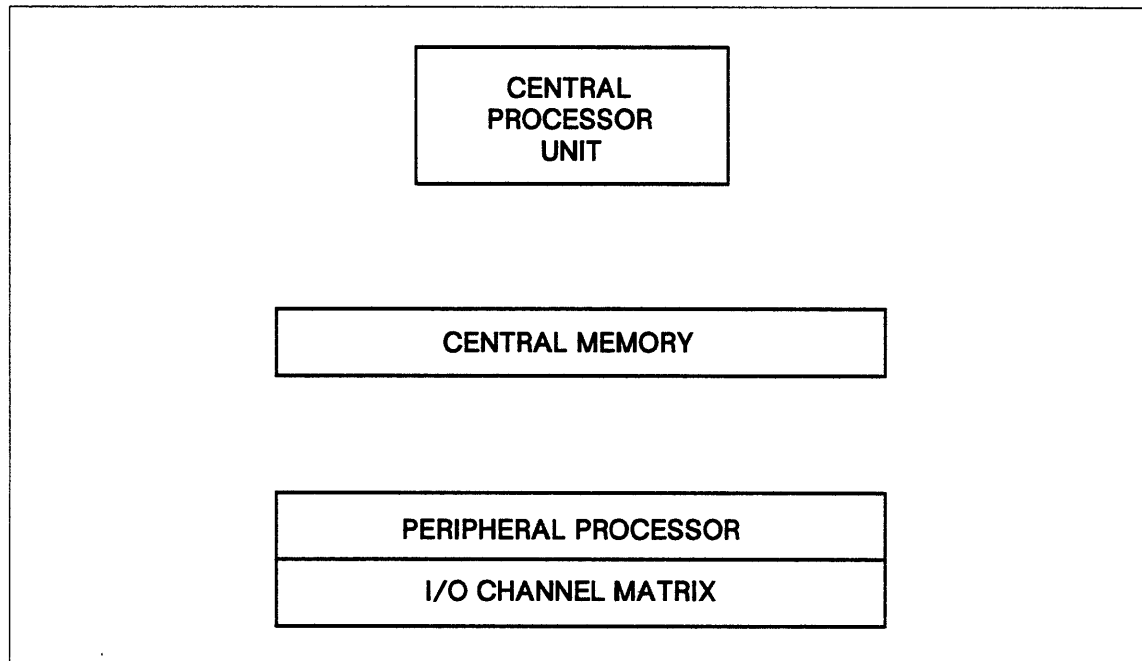 CENTRAL
PROCESSOR
UNIT
CENTRAL MEMORY
PERIPHERAL PROCESSOR
I/O CHANNEL MATRIX